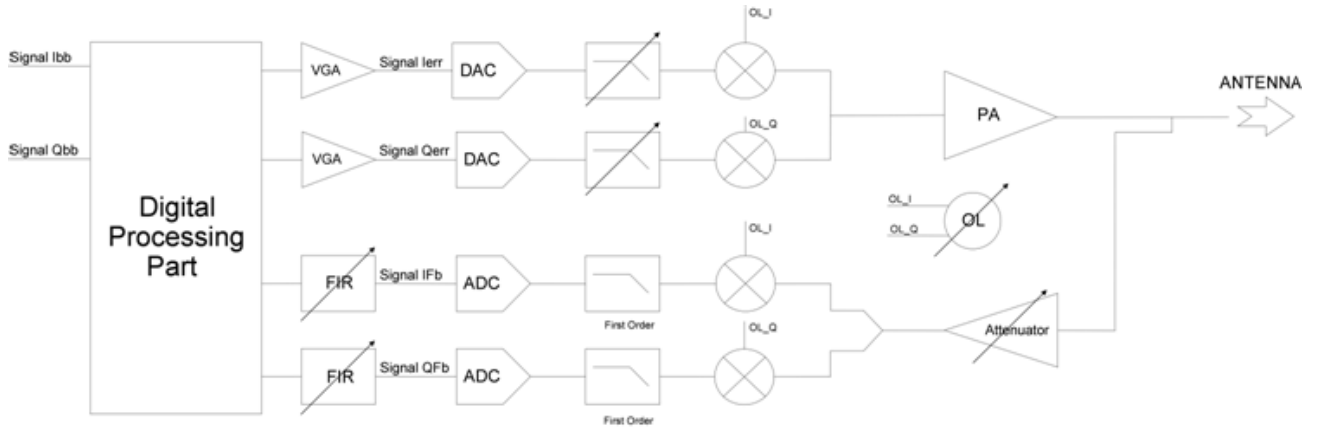 OL_I
Signal Ibb
VGA
Signal Ierr
DAC
ANTENNA
PA
OL_Q
Signal Qbb
VGA
Signal Qerr
DAC
Digital
Processing
Part
OL_I
OL_Q
OL
OL_I
FIR
Signal IFb
ADC
First Order
Attenuator
OL_Q
FIR
Signal QFb
ADC
First Order